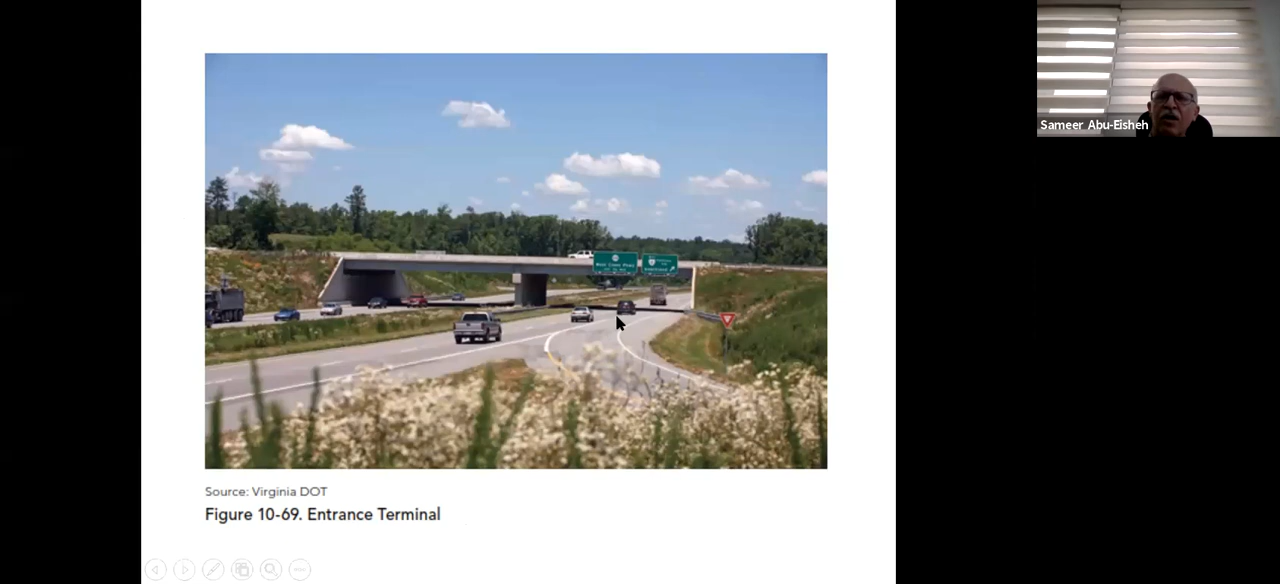 Sameer Abu-Eisheh
Source: Virginia DOT
Figure 10-69. Entrance Terminal